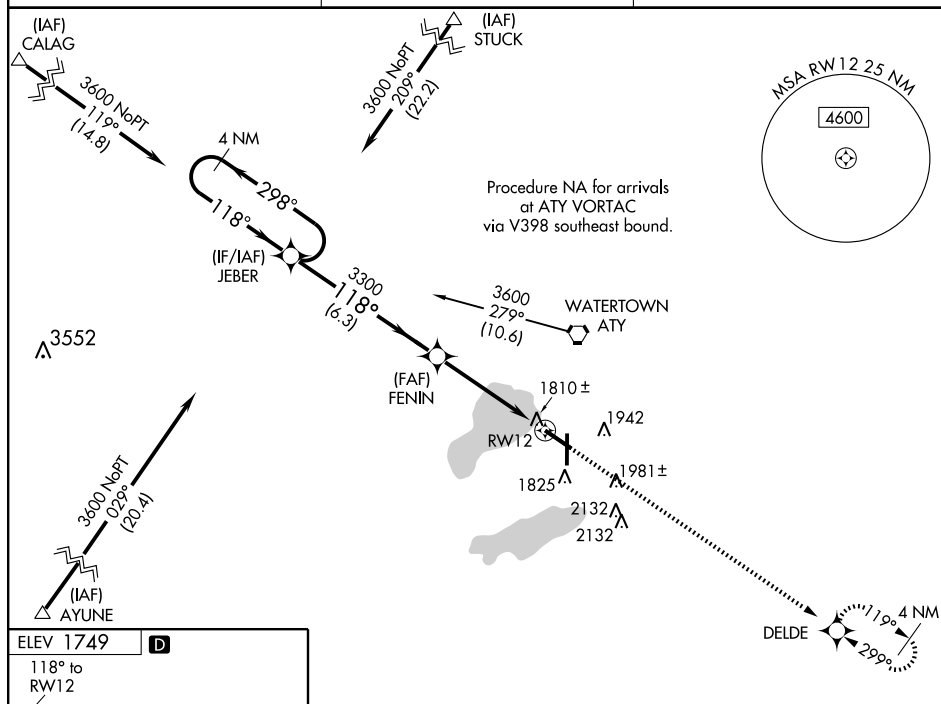 (IAF)
CALAG
3600 NoPT
119°
(14.8)
(IAF)
STUCK
3600 NoPT
209°
(22.2)
MSA RW12 25 NM
4600
4 NM
298°
118°
Procedure NA for arrivals
at ATY VORTAC
via V398 southeast bound.
(IF/IAF)
JEBER
3300
118°
(6.3)
3600
279°
(10.6)
WATERTOWN
ATY
3552
(FAF)
FENIN
1810 ±
1942
RW12
1825
1981±
2132
2132
3600 NoPT
029°
(20.4)
(IAF)
AYUNE
DELDE
119°
4 NM
299°
ELEV 1749
D
118° to
RW12